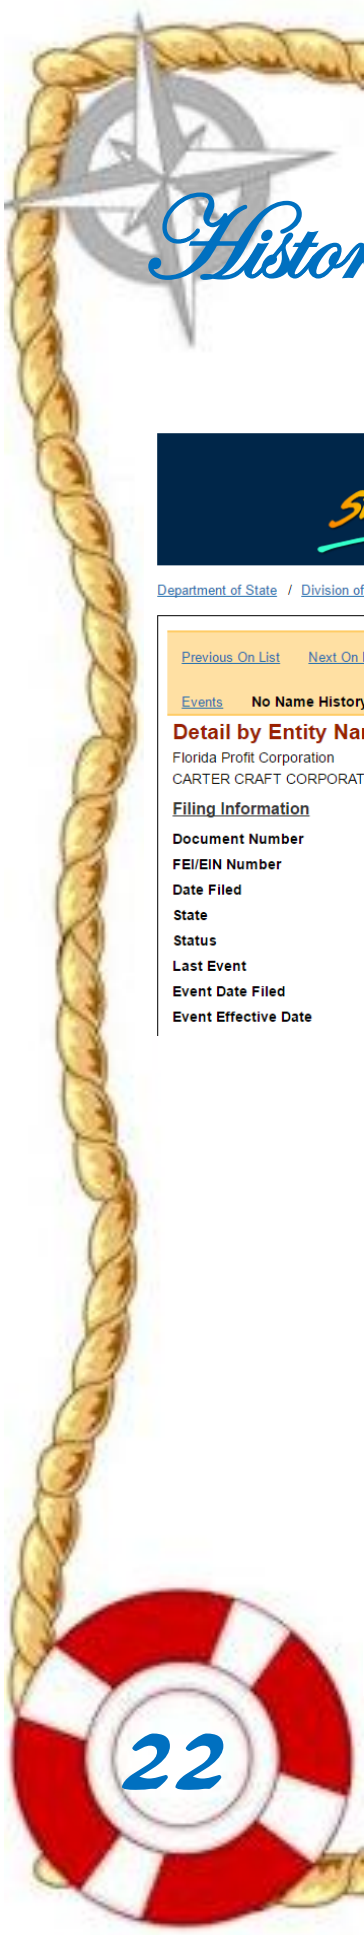 Histor
Department of State / Division of
Previous On List Next On
Events No Name History
Detail by Entity Na
Florida Profit Corporation
CARTER CRAFT CORPORAT
Filing Information
Document Number
FEI/EIN Number
Date Filed
State
Status
Last Event
Event Date Filed
Event Effective Date
22